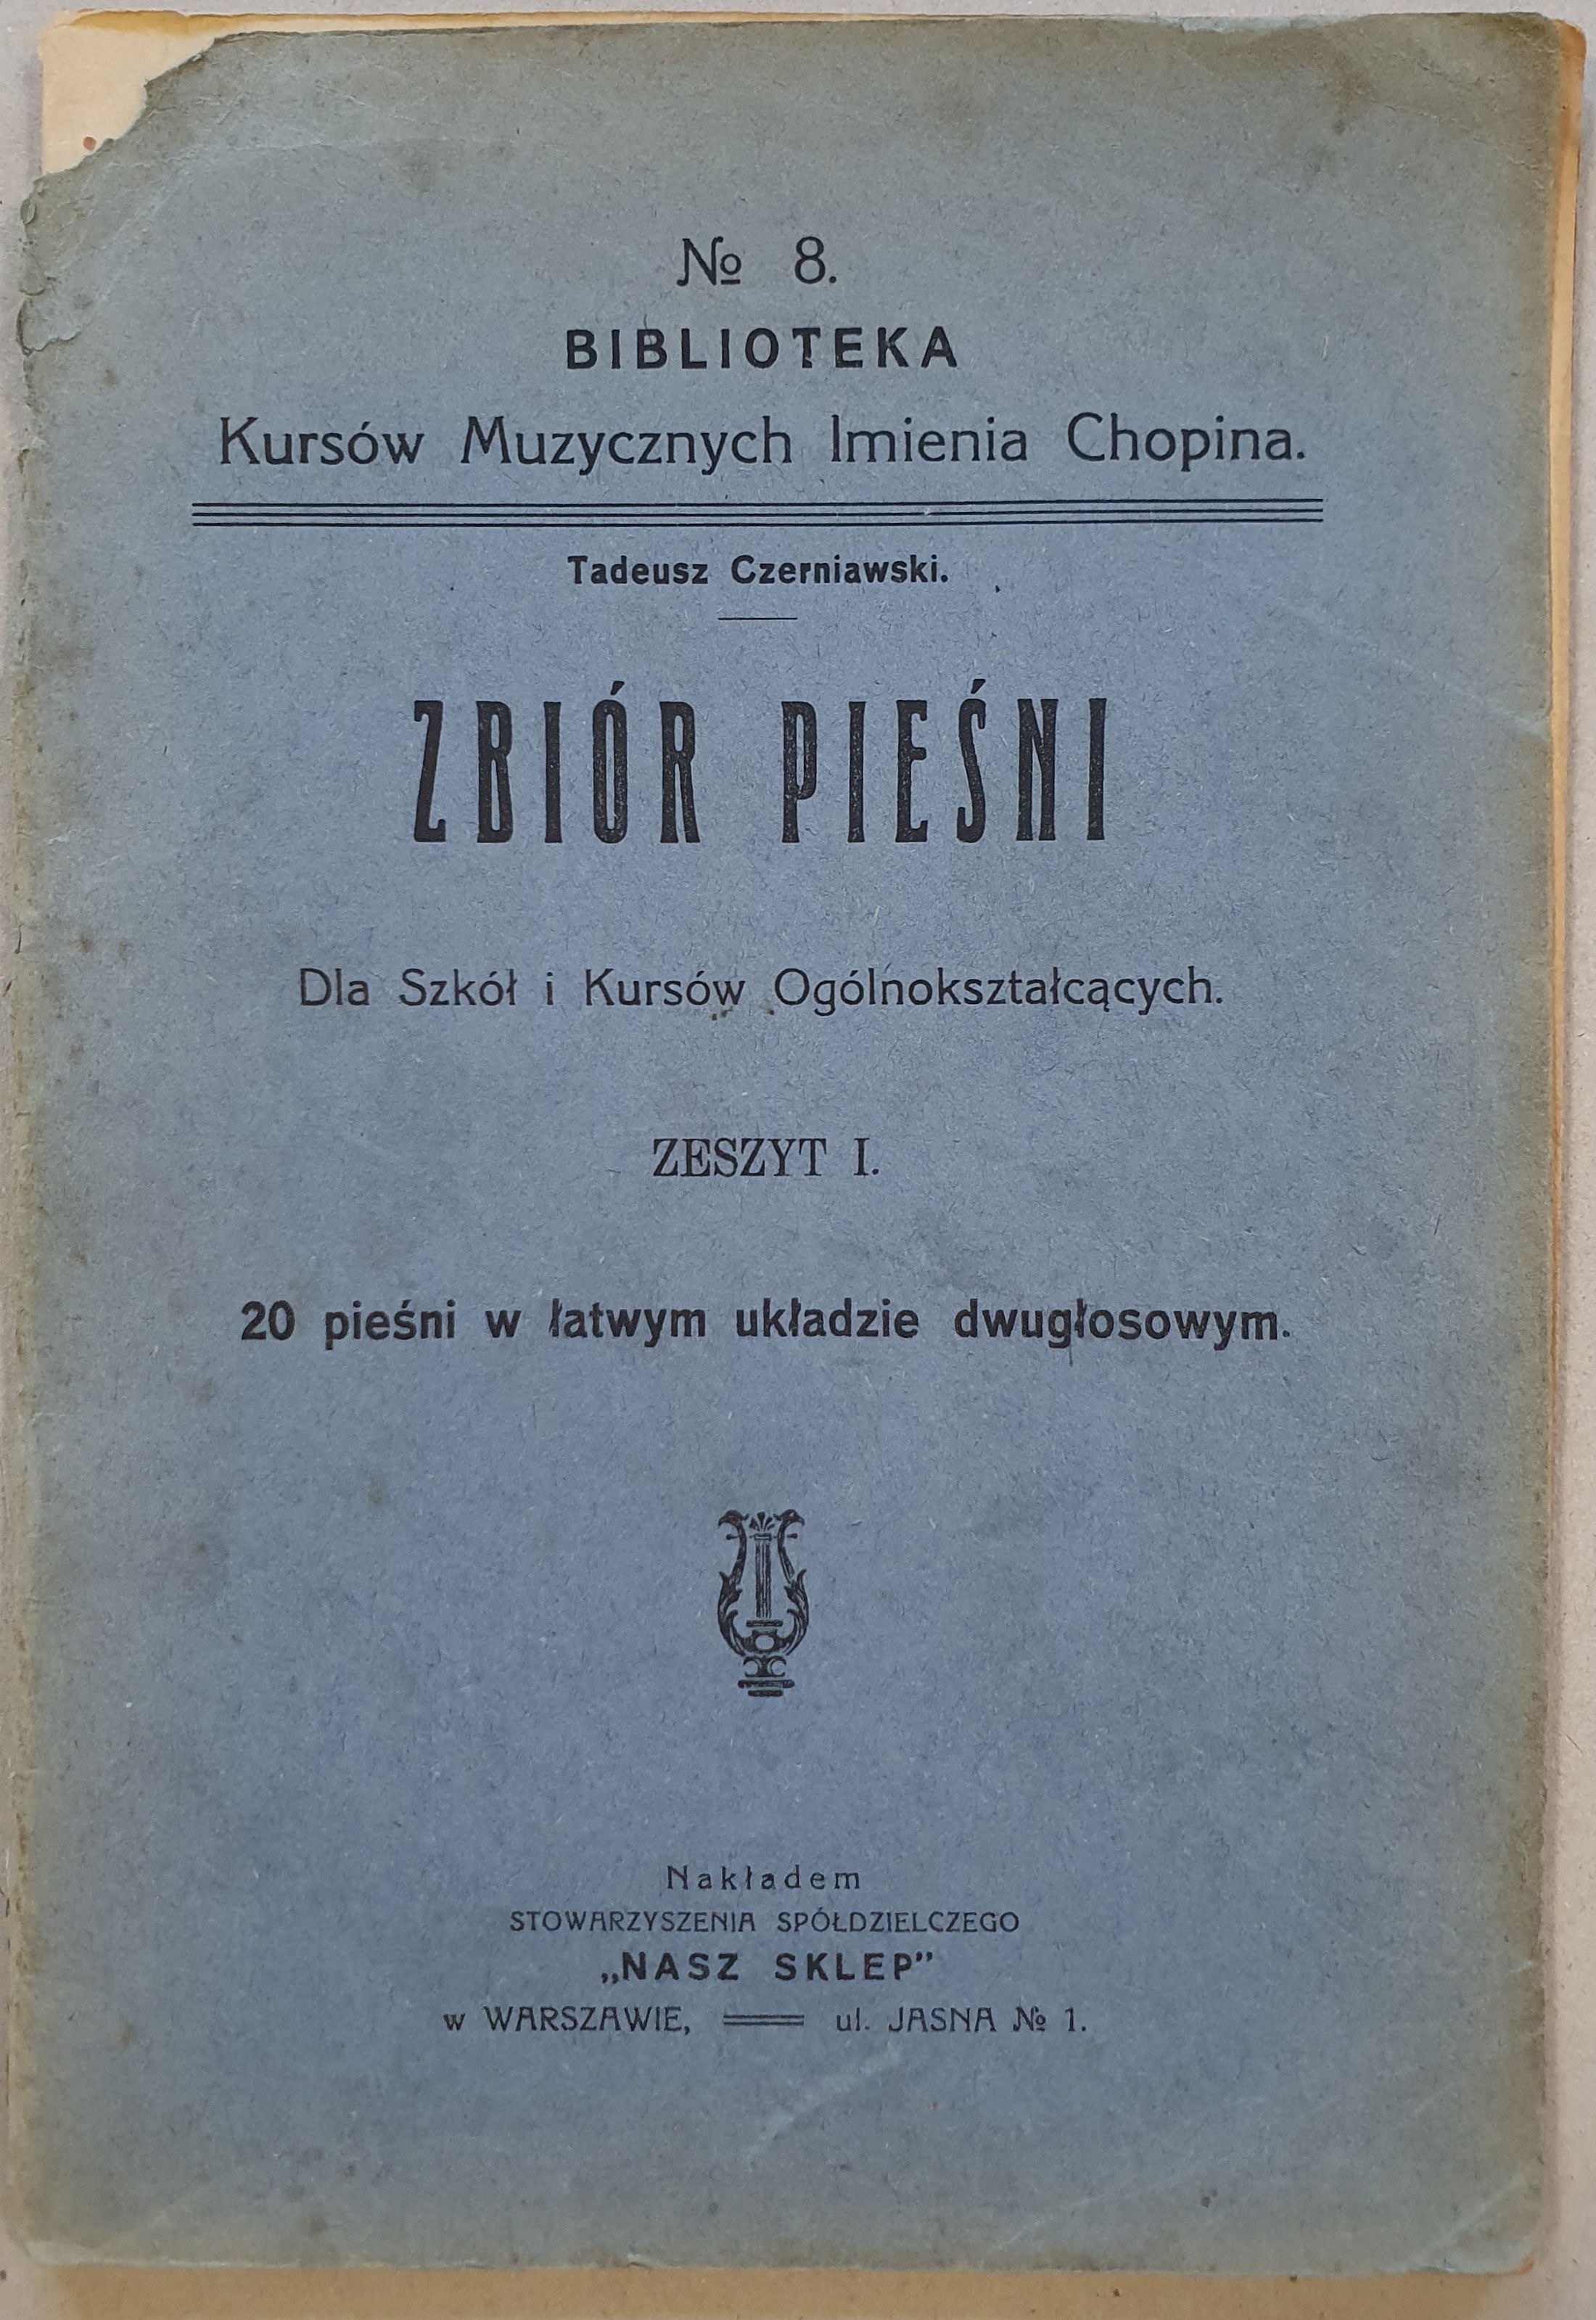 № 8.
BIBLIOTEKA
Kursów Muzycznych Imienia Chopina.
Tadeusz Czerniawski.
ZBIÓR PIEŚNI
Dla Szkół i Kursów Ogólnokształcących.
ZESZYT I.
20 pieśni w łatwym układzie dwugłosowym.
Nakładem
STOWARZYSZENIA SPÓŁDZIELCZEGO
„NASZ SKLEP”
w WARSZAWIE, ul. JASNA № 1.